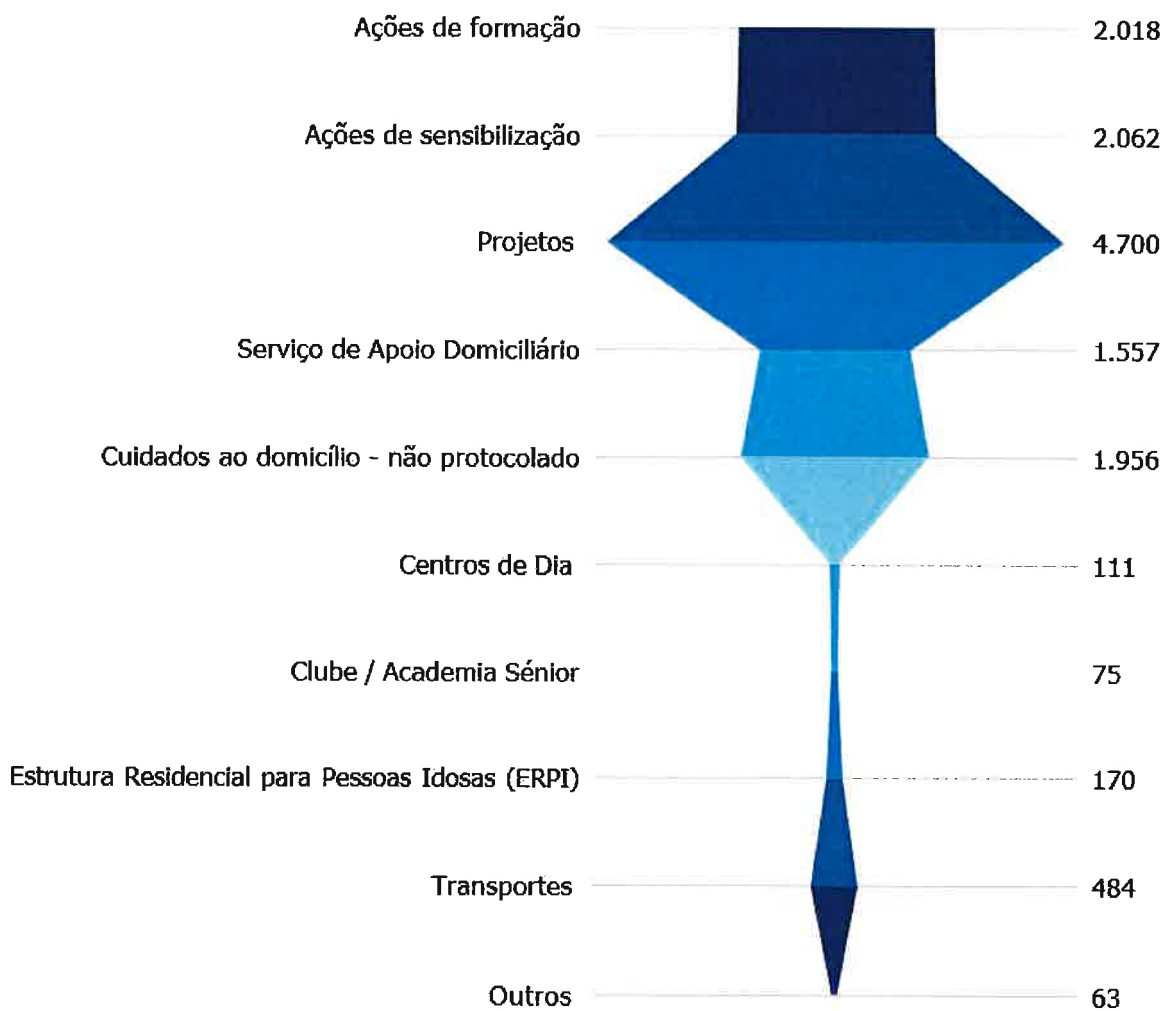 Ações de formação 2.018
Ações de sensibilização 2.062
Projetos 4.700
Serviço de Apoio Domiciliário 1.557
Cuidados ao domicílio - não protocolado 1.956
Centros de Dia 111
Clube / Academia Sénior 75
Estrutura Residencial para Pessoas Idosas (ERPI) 170
Transportes 484
Outros 63